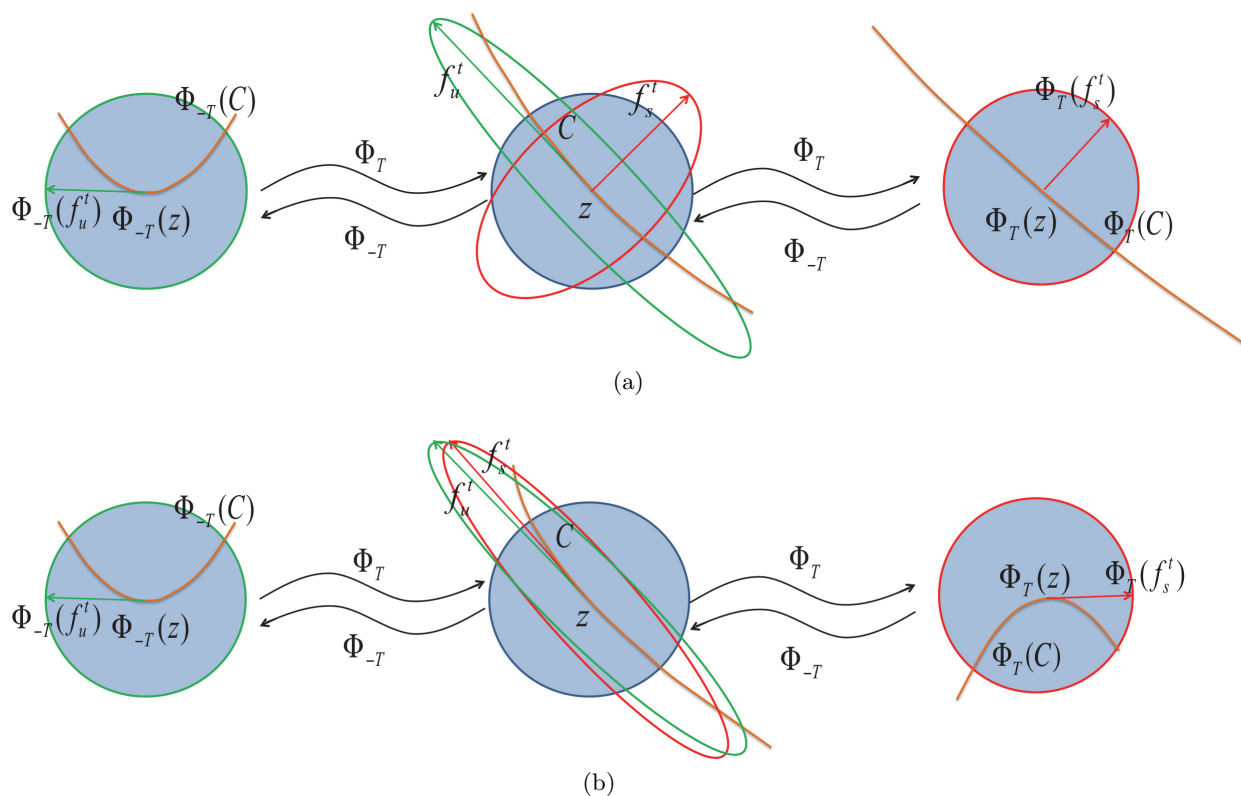 Φ_{-T}(C)
f_u^t
C
f_s^t
Φ_T(f_s^t)
Φ_T
Φ_T
Φ_{-T}(f_u^t)
Φ_{-T}(z)
z
Φ_T(z)
Φ_T(C)
Φ_{-T}
Φ_{-T}
(a)
Φ_{-T}(C)
f_s^t
f_u^t
C
Φ_T
Φ_T
Φ_T(z)
Φ_T(f_s^t)
Φ_{-T}(f_u^t)
Φ_{-T}(z)
z
Φ_{-T}
Φ_{-T}
Φ_T(C)
(b)